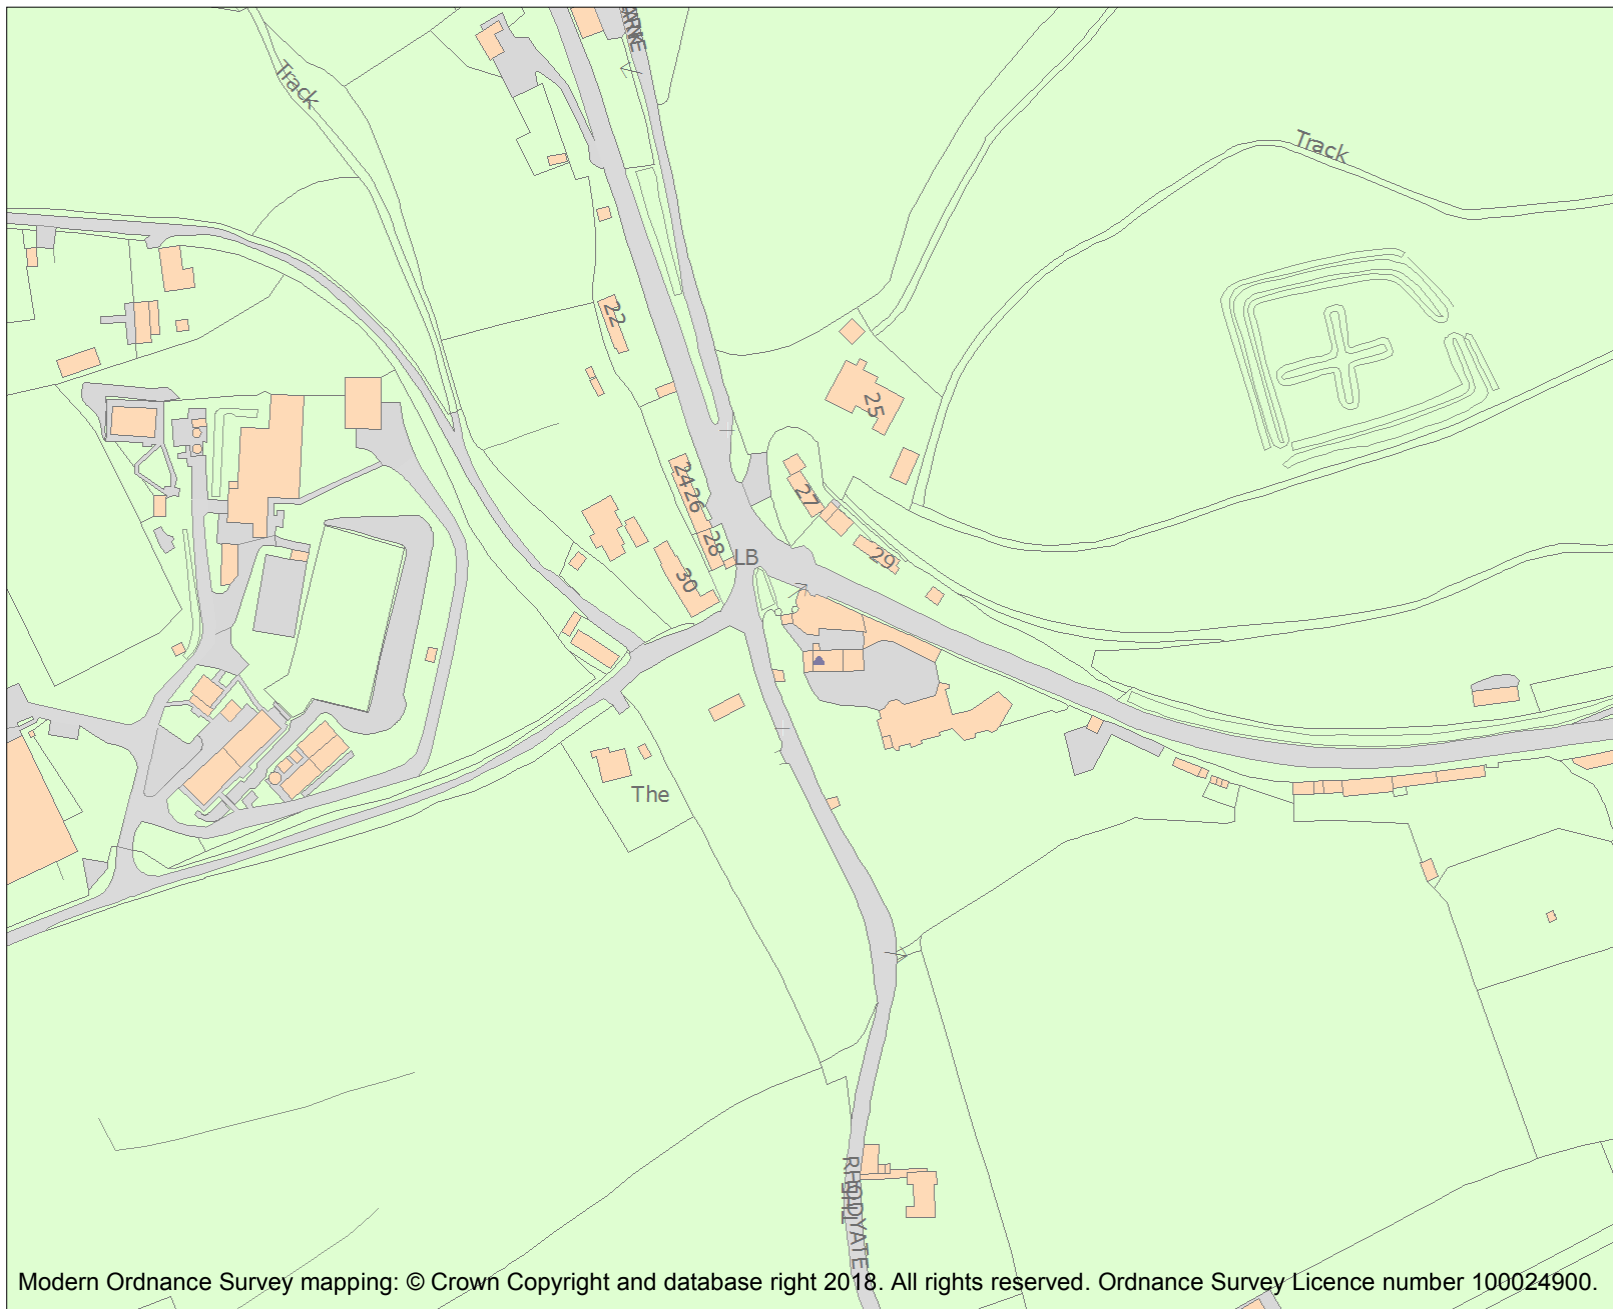 Track
Track
22
25
24
26
27
28
LB
29
30
The
RHODYATE
Modern Ordnance Survey mapping: © Crown Copyright and database right 2018. All rights reserved. Ordnance Survey Licence number 100024900.